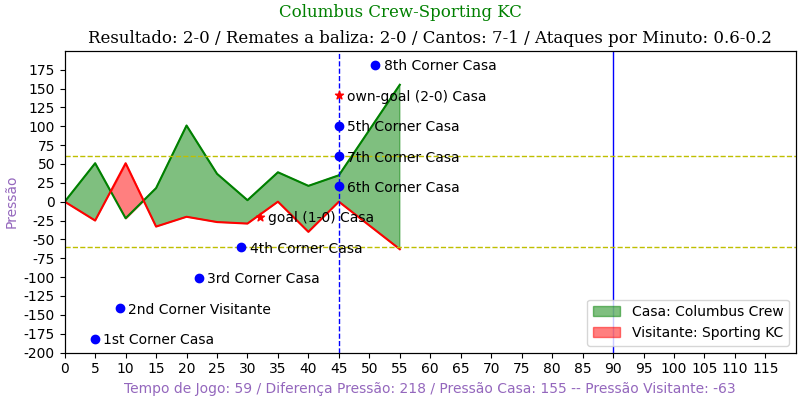 Columbus Crew-Sporting KC
Resultado: 2-0 / Remates a baliza: 2-0 / Cantos: 7-1 / Ataques por Minuto: 0.6-0.2
Pressão
175
150
125
100
75
50
25
0
-25
-50
-75
-100
-125
-150
-175
-200
8th Corner Casa
own-goal (2-0) Casa
5th Corner Casa
7th Corner Casa
6th Corner Casa
goal (1-0) Casa
4th Corner Casa
3rd Corner Casa
2nd Corner Visitante
1st Corner Casa
Casa: Columbus Crew
Visitante: Sporting KC
0 5 10 15 20 25 30 35 40 45 50 55 60 65 70 75 80 85 90 95 100 105 110 115
Tempo de Jogo: 59 / Diferença Pressão: 218 / Pressão Casa: 155 -- Pressão Visitante: -63